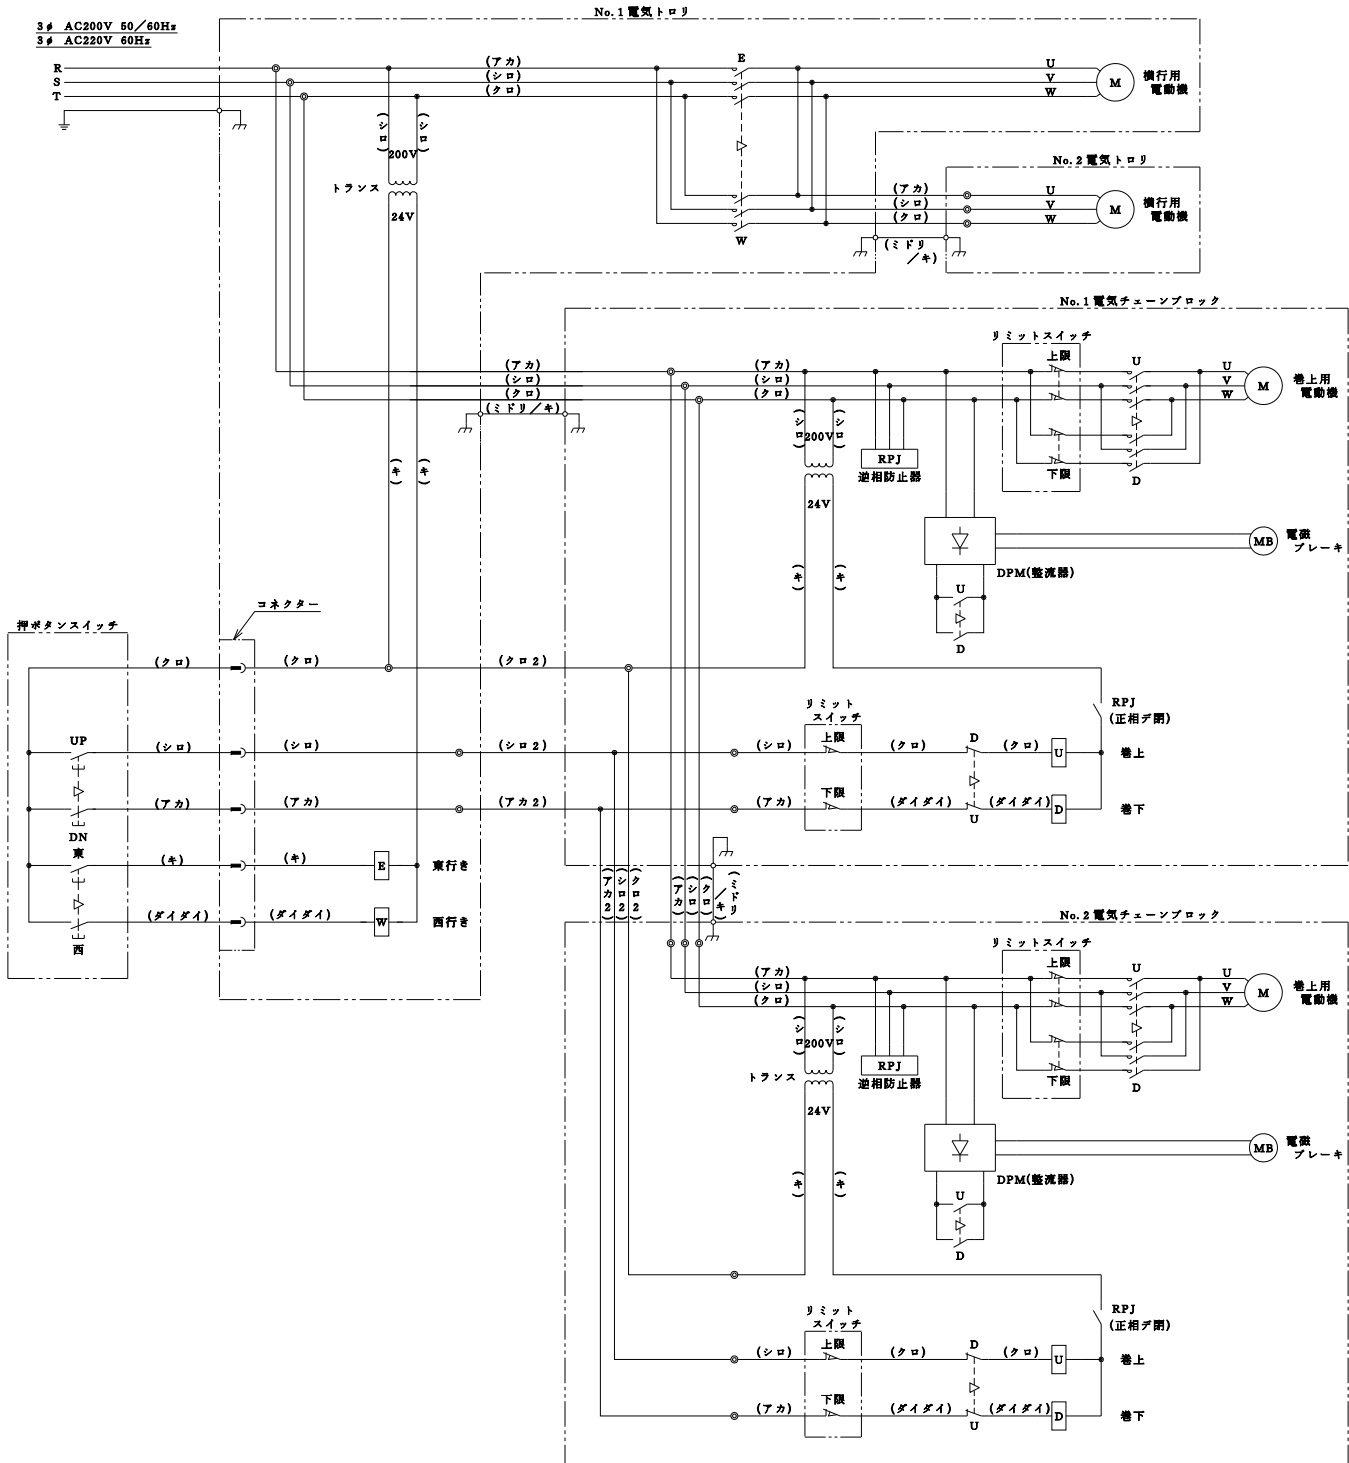 No.1電気トロリ
3φ AC200V 50/60Hz
3φ AC220V 60Hz
R
S
T
(アカ)
(シロ)
(クロ)
E
U
V
W
M
横行用
電動機
(シロ)
(シロ)
200V
トランス
24V
No.2電気トロリ
(アカ)
(シロ)
(クロ)
U
V
W
M
横行用
電動機
W
(ミドリ
/キ)
No.1電気チェーンブロック
リミットスイッチ
上限
(アカ)
(シロ)
(クロ)
(ミドリ/キ)
(アカ)
(シロ)
(クロ)
U
U
V
W
M
巻上用
電動機
(シロ)
200V
(シロ)
RPJ
逆相防止器
下限
D
(キ)
(キ)
24V
MB
電磁
ブレーキ
DPM(整流器)
(キ)
(キ)
U
D
コネクター
押ボタンスイッチ
(クロ)
(クロ)
(クロ2)
リミット
スイッチ
RPJ
(正相デ閉)
UP
(シロ)
(シロ)
(シロ2)
(シロ)
上限
(クロ)
D
(クロ)
U
巻上
DN
(アカ)
(アカ)
(アカ2)
(アカ)
下限
(ダイダイ)
U
(ダイダイ)
D
巻下
東
(キ)
(キ)
E
東行き
西
(ダイダイ)
(ダイダイ)
W
西行き
(アカ2)
(シロ2)
(クロ2)
(アカ)
(シロ)
(クロ)
(ミドリ
/キ)
No.2電気チェーンブロック
リミットスイッチ
上限
(アカ)
(シロ)
(クロ)
U
U
V
W
M
巻上用
電動機
(シロ)
200V
(シロ)
トランス
RPJ
逆相防止器
下限
D
24V
MB
電磁
ブレーキ
DPM(整流器)
(キ)
(キ)
U
D
リミット
スイッチ
RPJ
(正相デ閉)
(シロ)
上限
(クロ)
D
(クロ)
U
巻上
(アカ)
下限
(ダイダイ)
U
(ダイダイ)
D
巻下